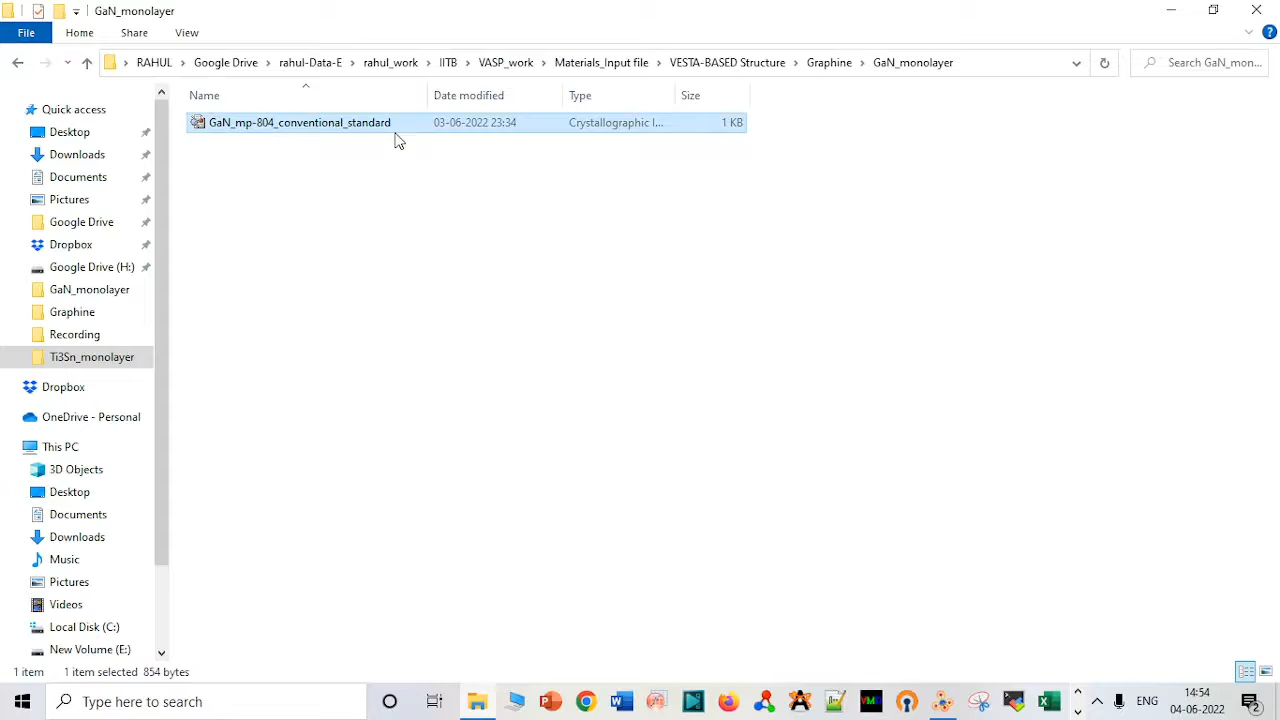 GaN_monolayer
File Home Share View
RAHUL Google Drive rahul-Data-E rahul_work IITB VASP_work Materials_Input file VESTA-BASED Structure Graphine GaN_monolayer Search GaN_mon...
Name Date modified Type Size
GaN_mp-804_conventional_standard 03-06-2022 23:34 Crystallographic I... 1 KB
Quick access
Desktop
Downloads
Documents
Pictures
Google Drive
Dropbox
Google Drive (H:)
GaN_monolayer
Graphine
Recording
Ti3Sn_monolayer
Dropbox
OneDrive - Personal
This PC
3D Objects
Desktop
Documents
Downloads
Music
Pictures
Videos
Local Disk (C:)
New Volume (E:)
1 item 1 item selected 854 bytes
Type here to search
ENG
14:54
04-06-2022
2